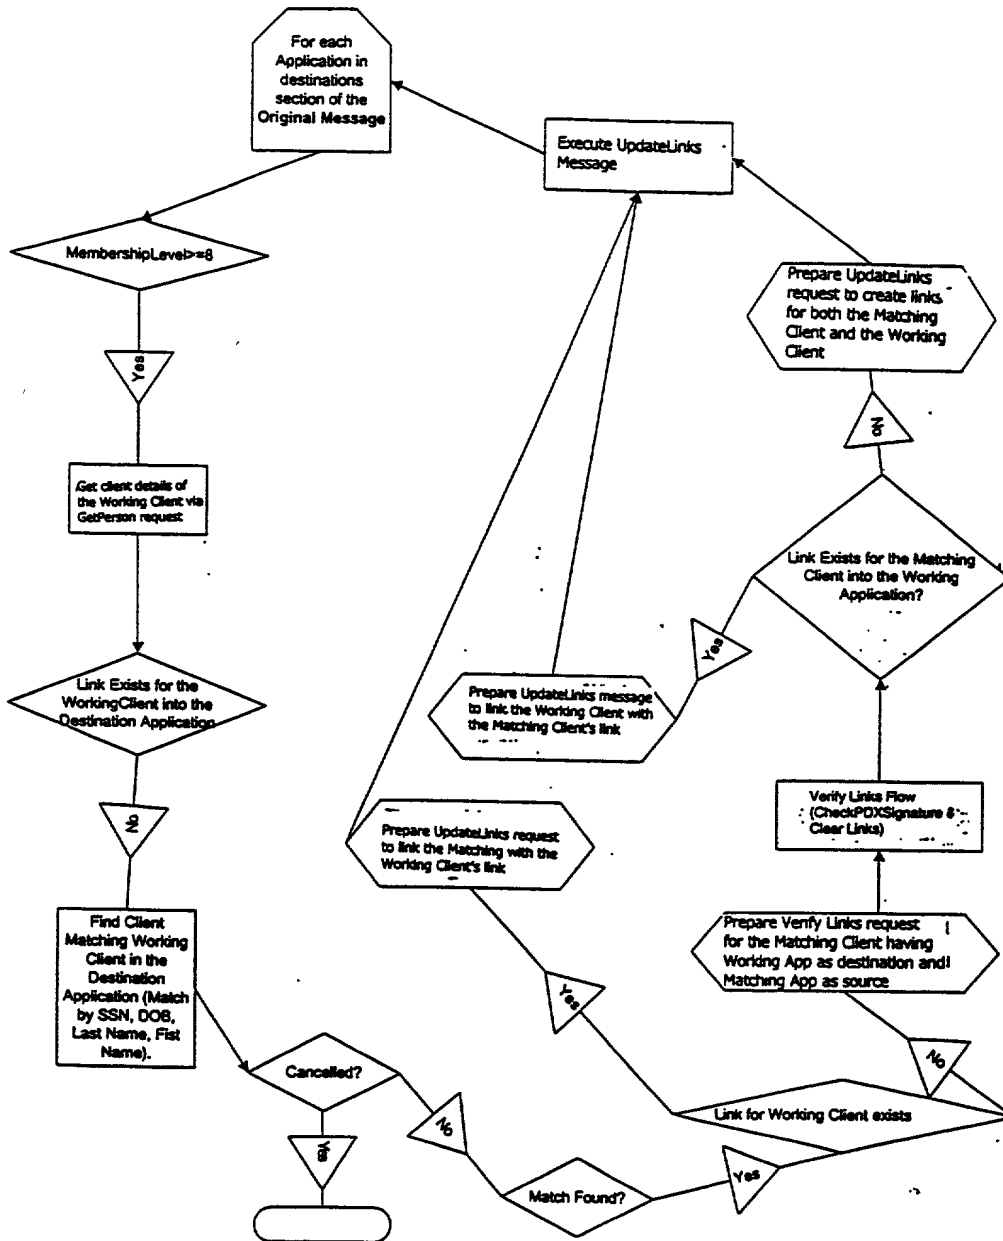 For each
Application in
destinations
section of the
Original Message
Execute UpdateLinks
Message
MembershipLevel>=8
Prepare UpdateLinks
request to create links
for both the Matching
Client and the Working
Client
Yes
No
Get client details of
the Working Client via
GetPerson request
Link Exists for the Matching
Client into the Working
Application?
Yes
Link Exists for the
WorkingClient into the
Destination Application
Prepare UpdateLinks message
to link the Working Client with
the Matching Client's link
Verify Links Flow
(CheckPDXSignature &
Clear Links)
No
Prepare UpdateLinks request
to link the Matching with the
Working Client's link
Find Client
Matching Working
Client in the
Destination
Application (Match
by SSN, DOB,
Last Name, Fist
Name).
Prepare Verify Links request
for the Matching Client having
Working App as destination and
Matching App as source
Yes
No
Cancelled?
Link for Working Client exists
No
Yes
Match Found?
Yes